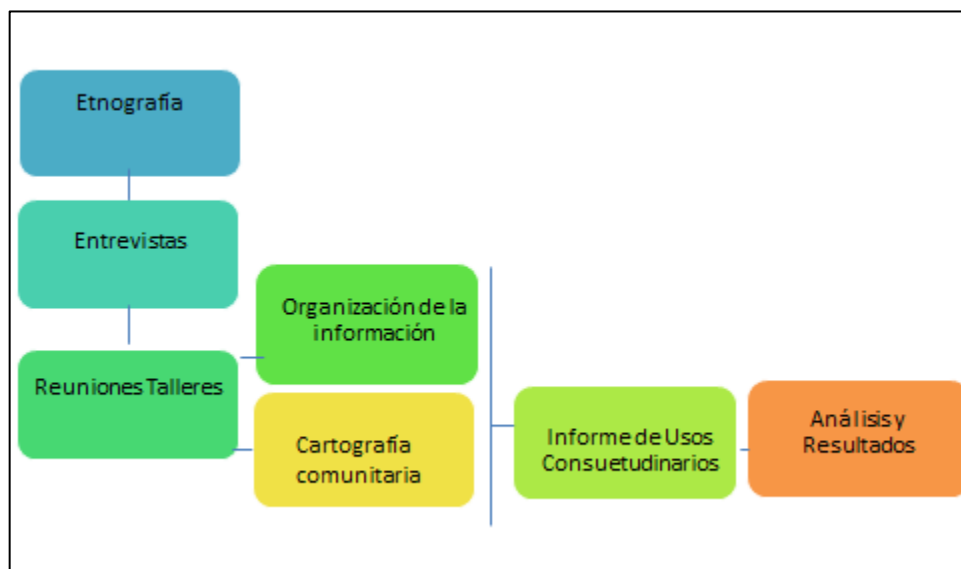 Etnografía
Entrevistas
Reuniones Talleres
Organización de la
información
Cartografía
comunitaria
Informe de Usos
Consuetudinarios
Análisis y
Resultados